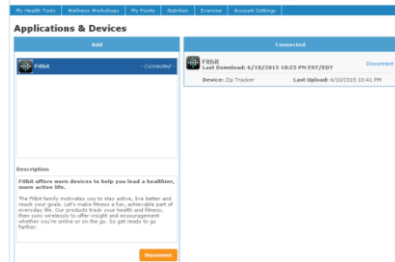 My Health Tools Wellness Workshops My Points Nutrition Exercise Account Settings
Applications & Devices
Add
Connected
Fitbit - Connected -
Fitbit
Last Download: 6/10/2015 10:23 PM EST/EDT
Disconnect
Device: Zip Tracker Last Upload: 6/10/2015 10:41 PM
Description
Fitbit offers worn devices to help you lead a healthier,
more active life.
The Fitbit family motivates you to stay active, live better and
reach your goals. Let's make fitness a fun, achievable part of
everyday life. Our products track your health and fitness,
then sync wirelessly to offer insight and encouragement
whether you're online or on the go. So get ready to go
farther.
Disconnect